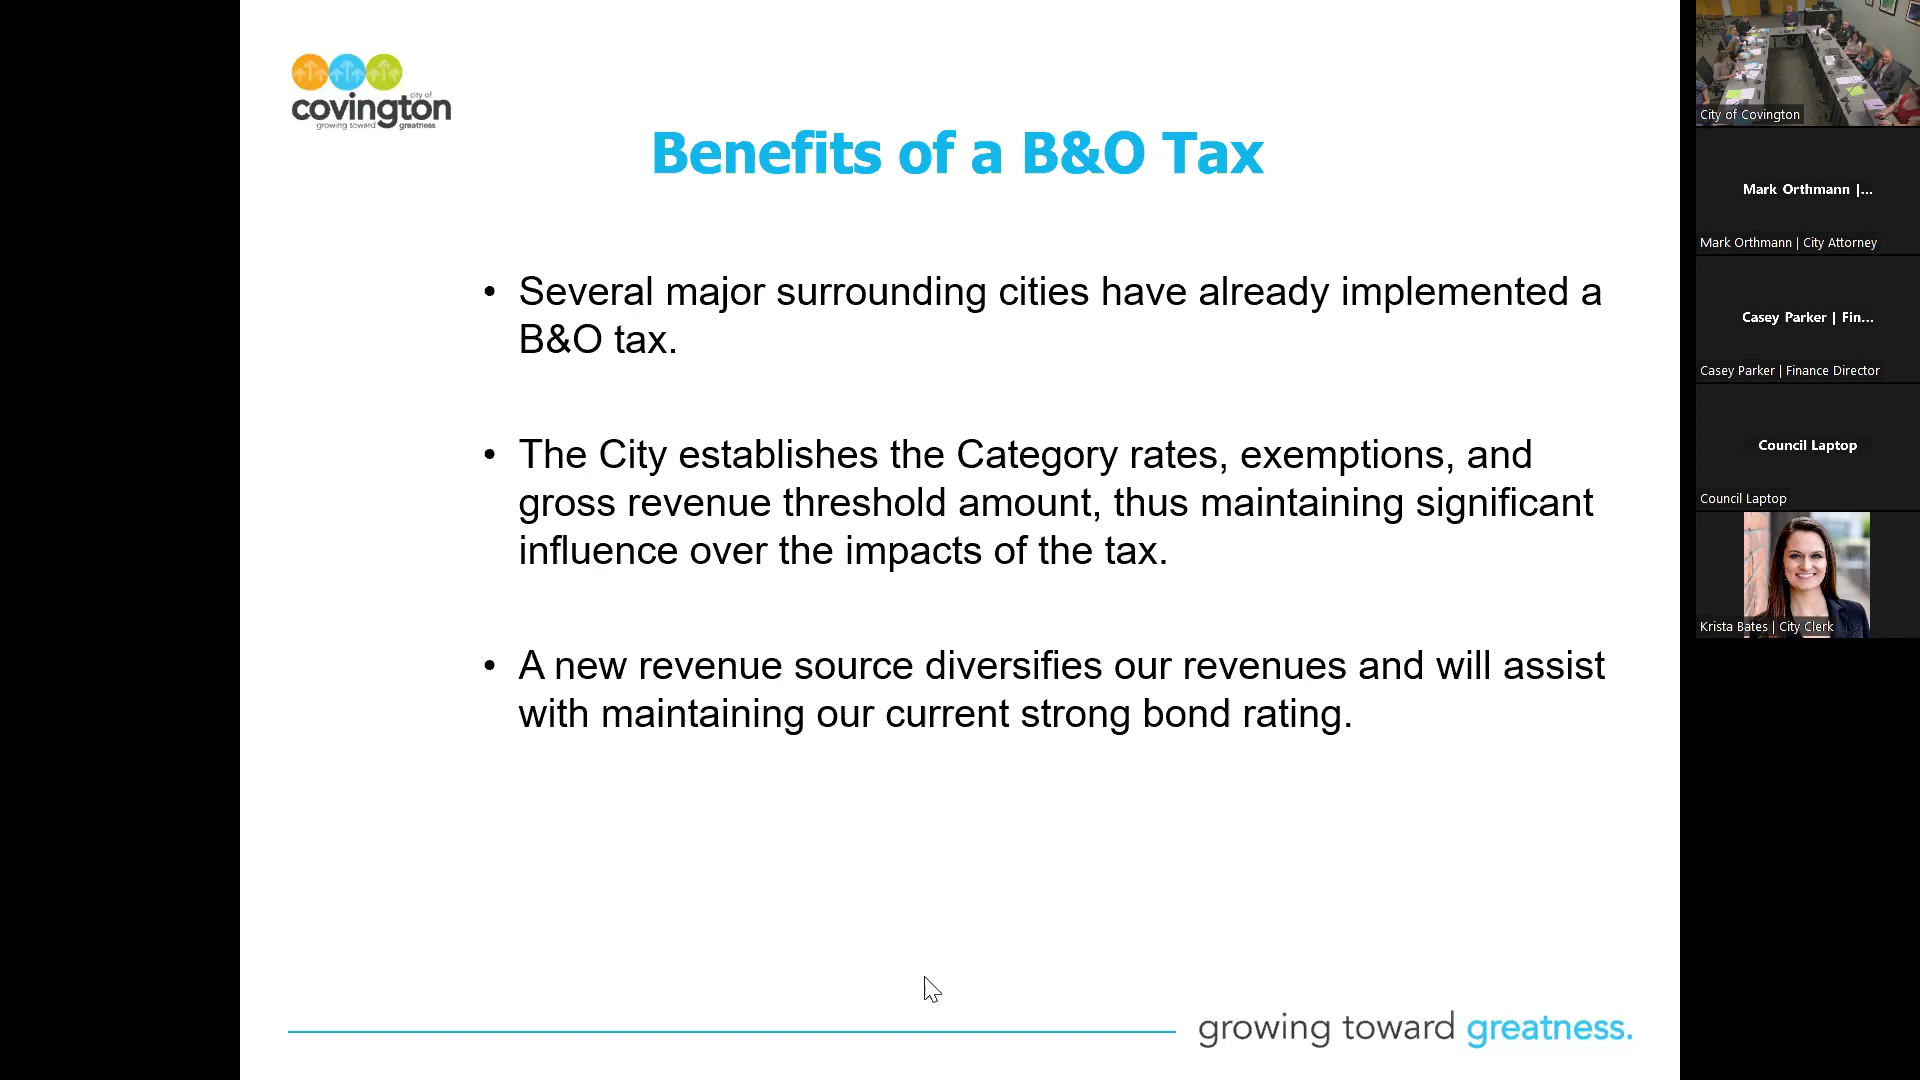 city of
covington
growing toward greatness
Benefits of a B&O Tax
• Several major surrounding cities have already implemented a
B&O tax.
• The City establishes the Category rates, exemptions, and
gross revenue threshold amount, thus maintaining significant
influence over the impacts of the tax.
• A new revenue source diversifies our revenues and will assist
with maintaining our current strong bond rating.
growing toward greatness.
City of Covington
Mark Orthmann |...
Mark Orthmann | City Attorney
Casey Parker | Fin...
Casey Parker | Finance Director
Council Laptop
Council Laptop
Krista Bates | City Clerk